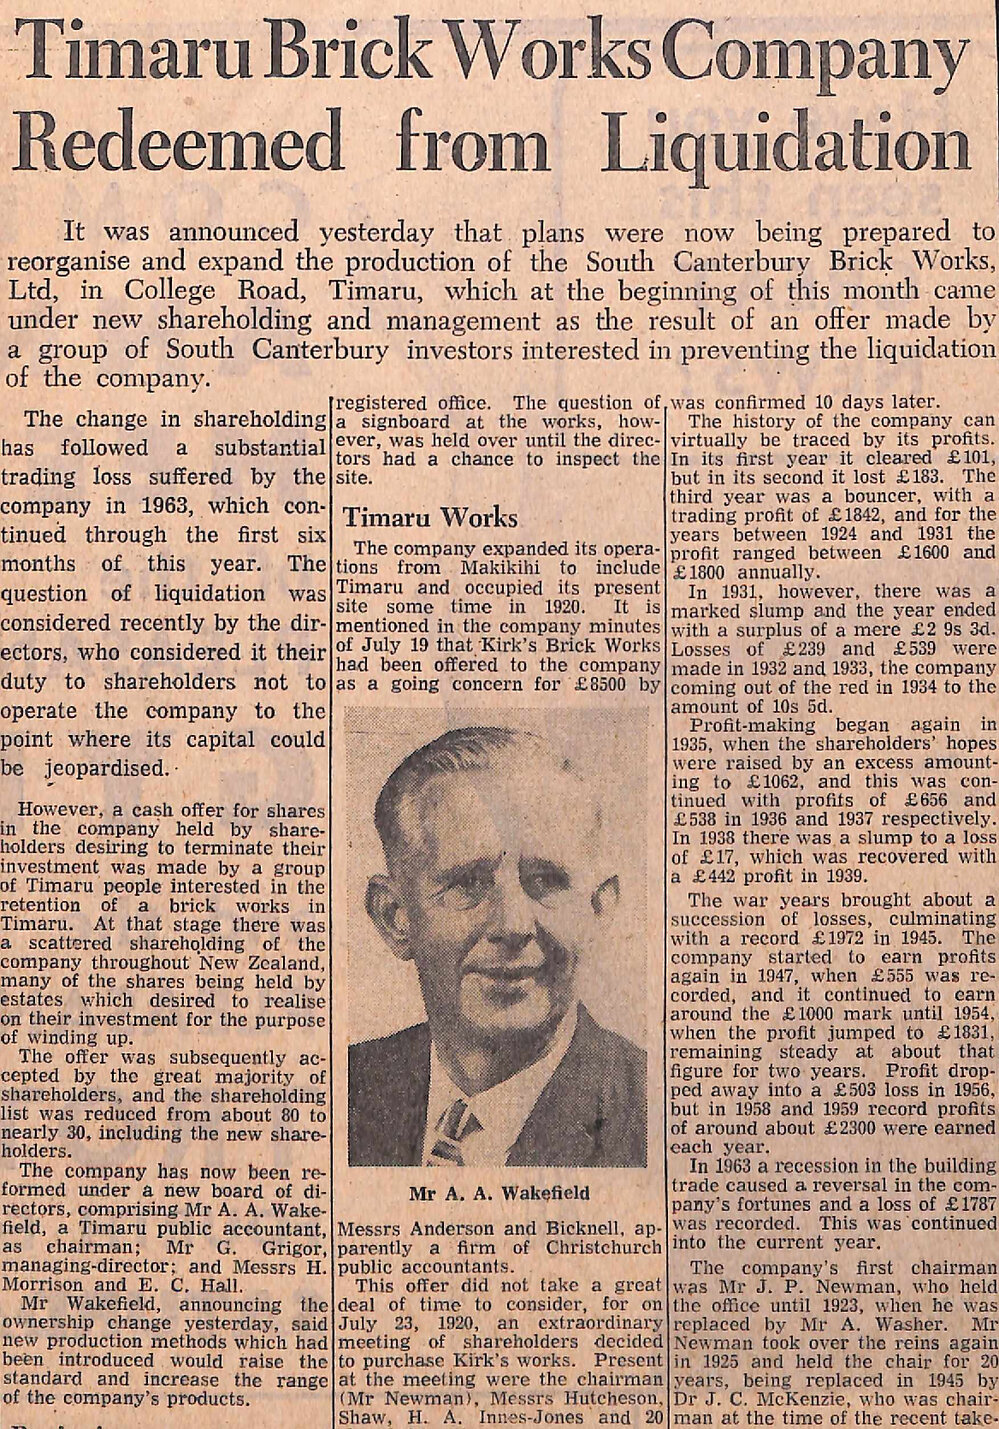 Timaru Brick Works Company
Redeemed from Liquidation
It was announced yesterday that plans were now being prepared to
reorganise and expand the production of the South Canterbury Brick Works,
Ltd, in College Road, Timaru, which at the beginning of this month came
under new shareholding and management as the result of an offer made by
a group of South Canterbury investors interested in preventing the liquidation
of the company.
The change in shareholding
has followed a substantial
trading loss suffered by the
company in 1963, which con-
tinued through the first six
months of this year. The
question of liquidation was
considered recently by the dir-
ectors, who considered it their
duty to shareholders not to
operate the company to the
point where its capital could
be jeopardised.
However, a cash offer for shares
in the company held by share-
holders desiring to terminate their
investment was made by a group
of Timaru people interested in the
retention of a brick works in
Timaru. At that stage there was
a scattered shareholding of the
company throughout New Zealand,
many of the shares being held by
estates which desired to realise
on their investment for the purpose
of winding up.
The offer was subsequently ac-
cepted by the great majority of
shareholders, and the shareholding
list was reduced from about 80 to
nearly 30, including the new share-
holders.
The company has now been re-
formed under a new board of di-
rectors, comprising Mr A. A. Wake-
field, a Timaru public accountant,
as chairman; Mr G. Grigor,
managing-director; and Messrs H.
Morrison and E. C. Hall.
Mr Wakefield, announcing the
ownership change yesterday, said
new production methods which had
been introduced would raise the
standard and increase the range
of the company's products.
registered office. The question of
a signboard at the works, how-
ever, was held over until the direc-
tors had a chance to inspect the
site.
Timaru Works
The company expanded its opera-
tions from Makikihi to include
Timaru and occupied its present
site some time in 1920. It is
mentioned in the company minutes
of July 19 that Kirk's Brick Works
had been offered to the company
as a going concern for £8500 by
Mr A. A. Wakefield
Messrs Anderson and Bicknell, ap-
parently a firm of Christchurch
public accountants.
This offer did not take a great
deal of time to consider, for on
July 23, 1920, an extraordinary
meeting of shareholders decided
to purchase Kirk's works. Present
at the meeting were the chairman
(Mr Newman), Messrs Hutcheson,
Shaw, H. A. Innes-Jones and 20
was confirmed 10 days later.
The history of the company can
virtually be traced by its profits.
In its first year it cleared £101,
but in its second it lost £183. The
third year was a bouncer, with a
trading profit of £1842, and for the
years between 1924 and 1931 the
profit ranged between £1600 and
£1800 annually.
In 1931, however, there was a
marked slump and the year ended
with a surplus of a mere £2 9s 3d.
Losses of £239 and £539 were
made in 1932 and 1933, the company
coming out of the red in 1934 to the
amount of 10s 5d.
Profit-making began again in
1935, when the shareholders' hopes
were raised by an excess amount-
ing to £1062, and this was con-
tinued with profits of £656 and
£538 in 1936 and 1937 respectively.
In 1938 there was a slump to a loss
of £17, which was recovered with
a £442 profit in 1939.
The war years brought about a
succession of losses, culminating
with a record £1972 in 1945. The
company started to earn profits
again in 1947, when £555 was re-
corded, and it continued to earn
around the £1000 mark until 1954,
when the profit jumped to £1831,
remaining steady at about that
figure for two years. Profit drop-
ped away into a £503 loss in 1956,
but in 1958 and 1959 record profits
of around about £2300 were earned
each year.
In 1963 a recession in the building
trade caused a reversal in the com-
pany's fortunes and a loss of £1787
was recorded. This was continued
into the current year.
The company's first chairman
was Mr J. P. Newman, who held
the office until 1923, when he was
replaced by Mr A. Washer. Mr
Newman took over the reins again
in 1925 and held the chair for 20
years, being replaced in 1945 by
Dr J. C. McKenzie, who was chair-
man at the time of the recent take-